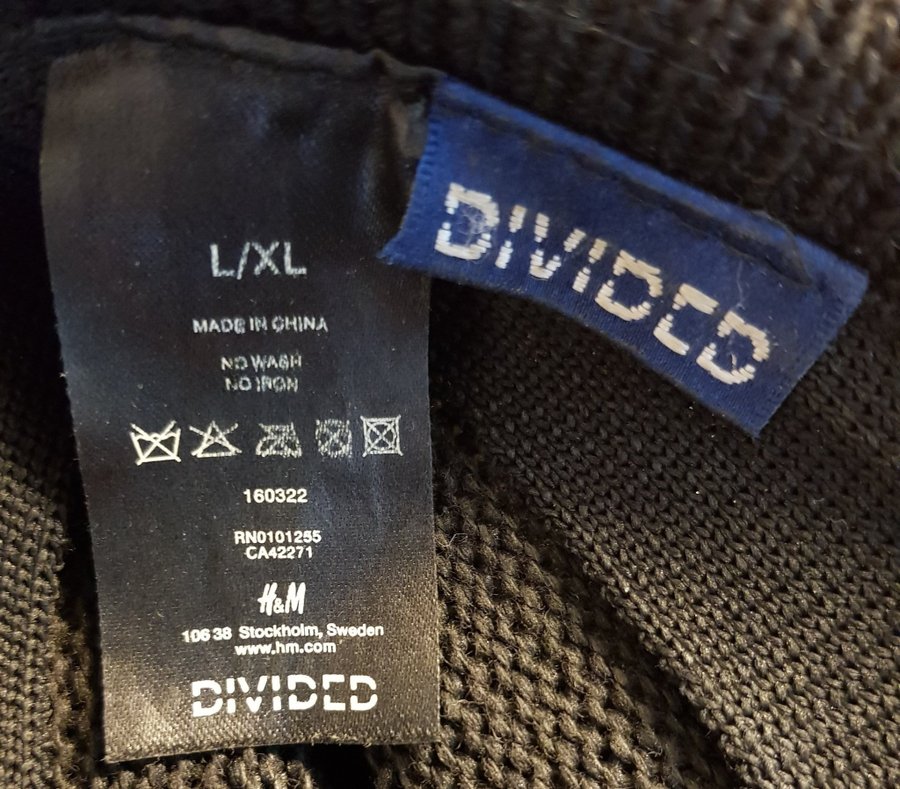 L/XL
MADE IN CHINA
NO WASH
NO IRON
160322
RN0101255
CA42271
H&M
106 38 Stockholm, Sweden
www.hm.com
DIVIDED
DIVIDED